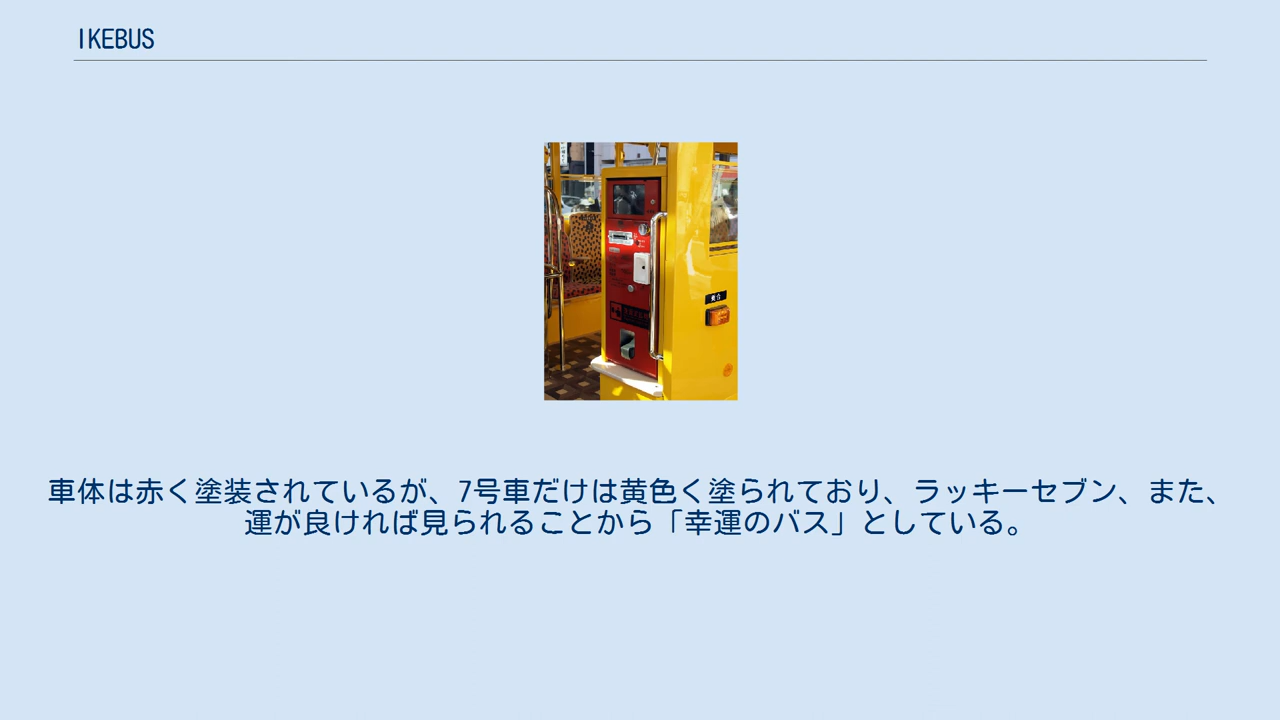 IKEBUS
車体は赤く塗装されているが、7号車だけは黄色く塗られており、ラッキーセブン、また、
運が良ければ見られることから「幸運のバス」としている。